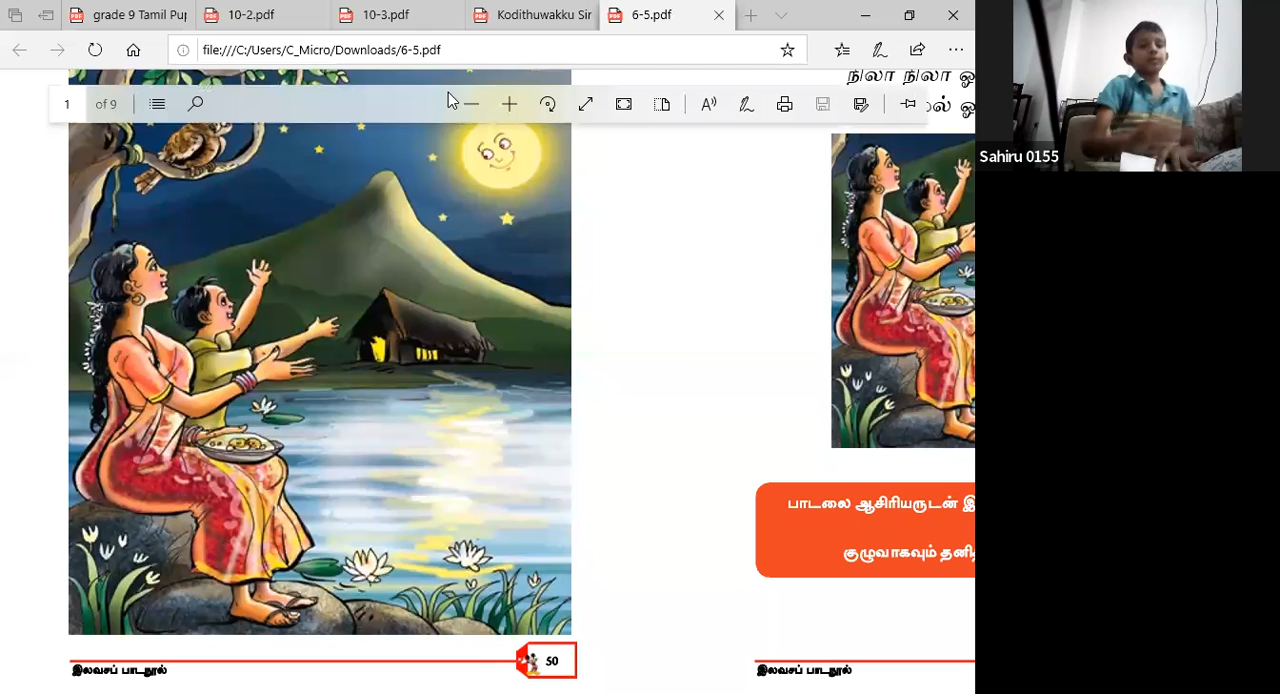 grade 9 Tamil Pup
10-2.pdf
10-3.pdf
Kodithuwakku Sir
6-5.pdf
file:///C:/Users/C_Micro/Downloads/6-5.pdf
1 of 9
நிலா நிலா ஓ
Sahiru 0155
பாடலை ஆசிரியருடன் இ
குழுவாகவும் தனித்
இலவசப் பாடநூல்
50
இலவசப் பாடநூல்